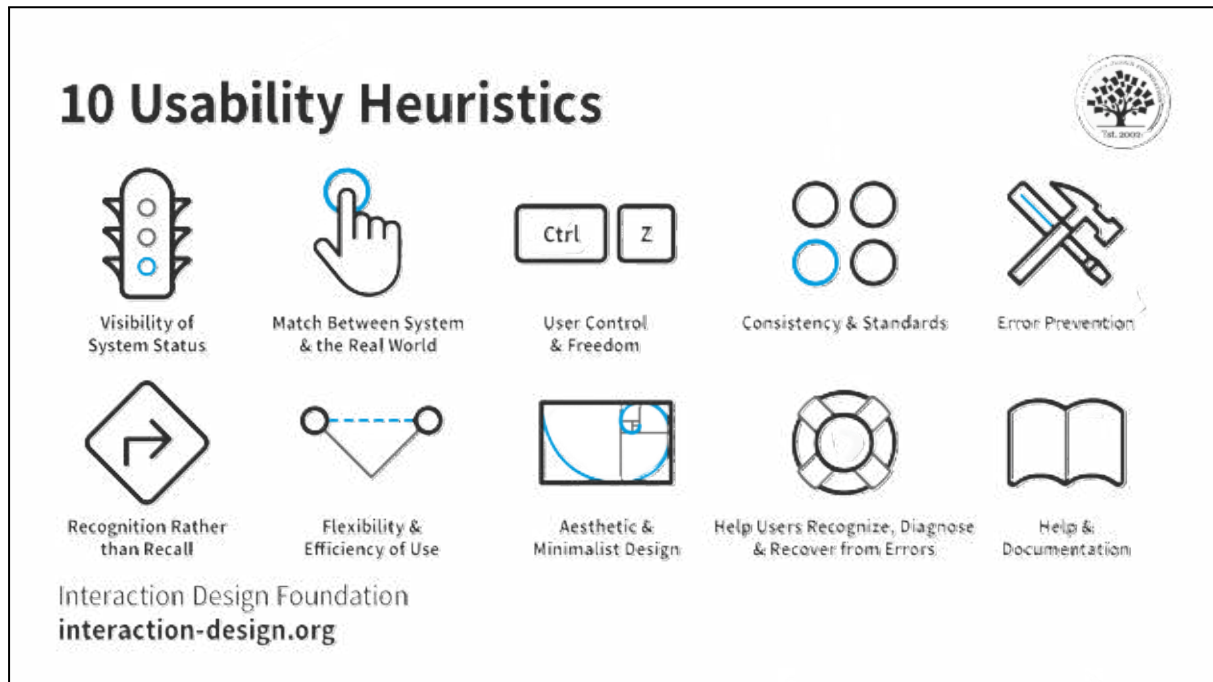 10 Usability Heuristics
Est. 2002
Ctrl
Z
Visibility of
System Status
Match Between System
& the Real World
User Control
& Freedom
Consistency & Standards
Error Prevention
Recognition Rather
than Recall
Flexibility &
Efficiency of Use
Aesthetic &
Minimalist Design
Help Users Recognize, Diagnose
& Recover from Errors
Help &
Documentation
Interaction Design Foundation
interaction-design.org